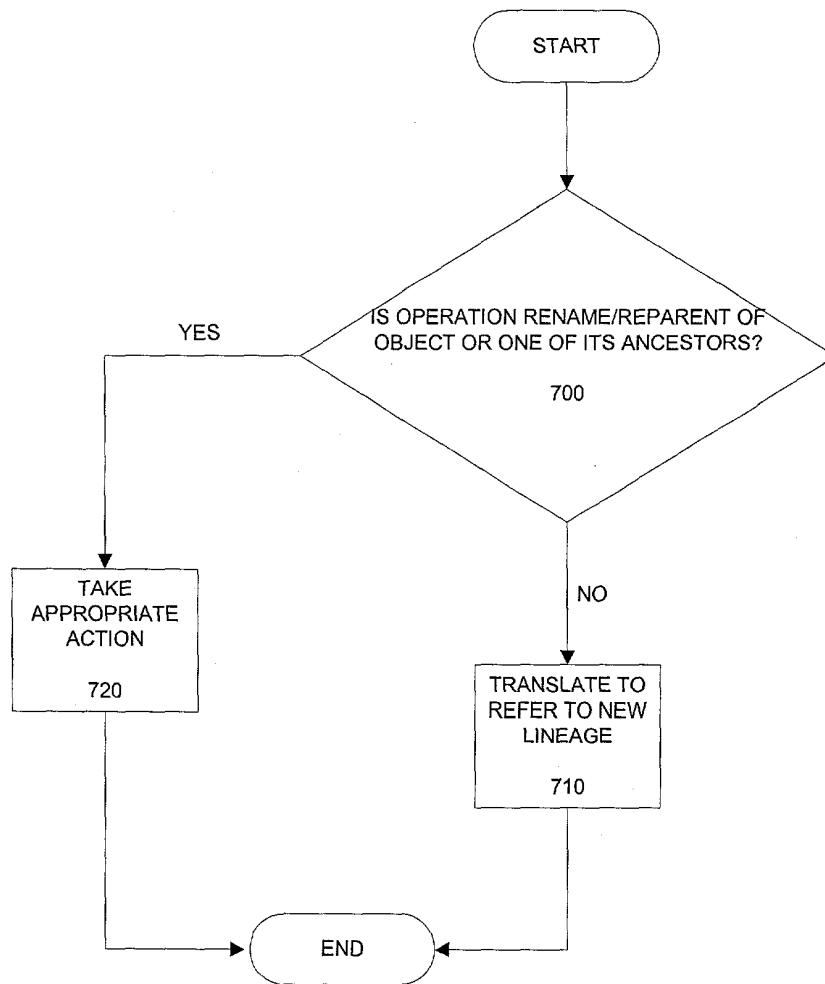 START
IS OPERATION RENAME/REPARENT OF
OBJECT OR ONE OF ITS ANCESTORS?
700
YES
NO
TAKE
APPROPRIATE
ACTION
720
TRANSLATE TO
REFER TO NEW
LINEAGE
710
END